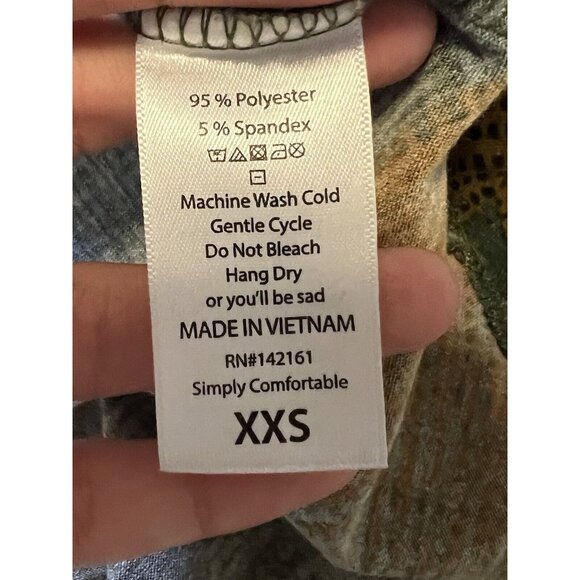 95 % Polyester
5 % Spandex
Machine Wash Cold
Gentle Cycle
Do Not Bleach
Hang Dry
or you'll be sad
MADE IN VIETNAM
RN#142161
Simply Comfortable
XXS